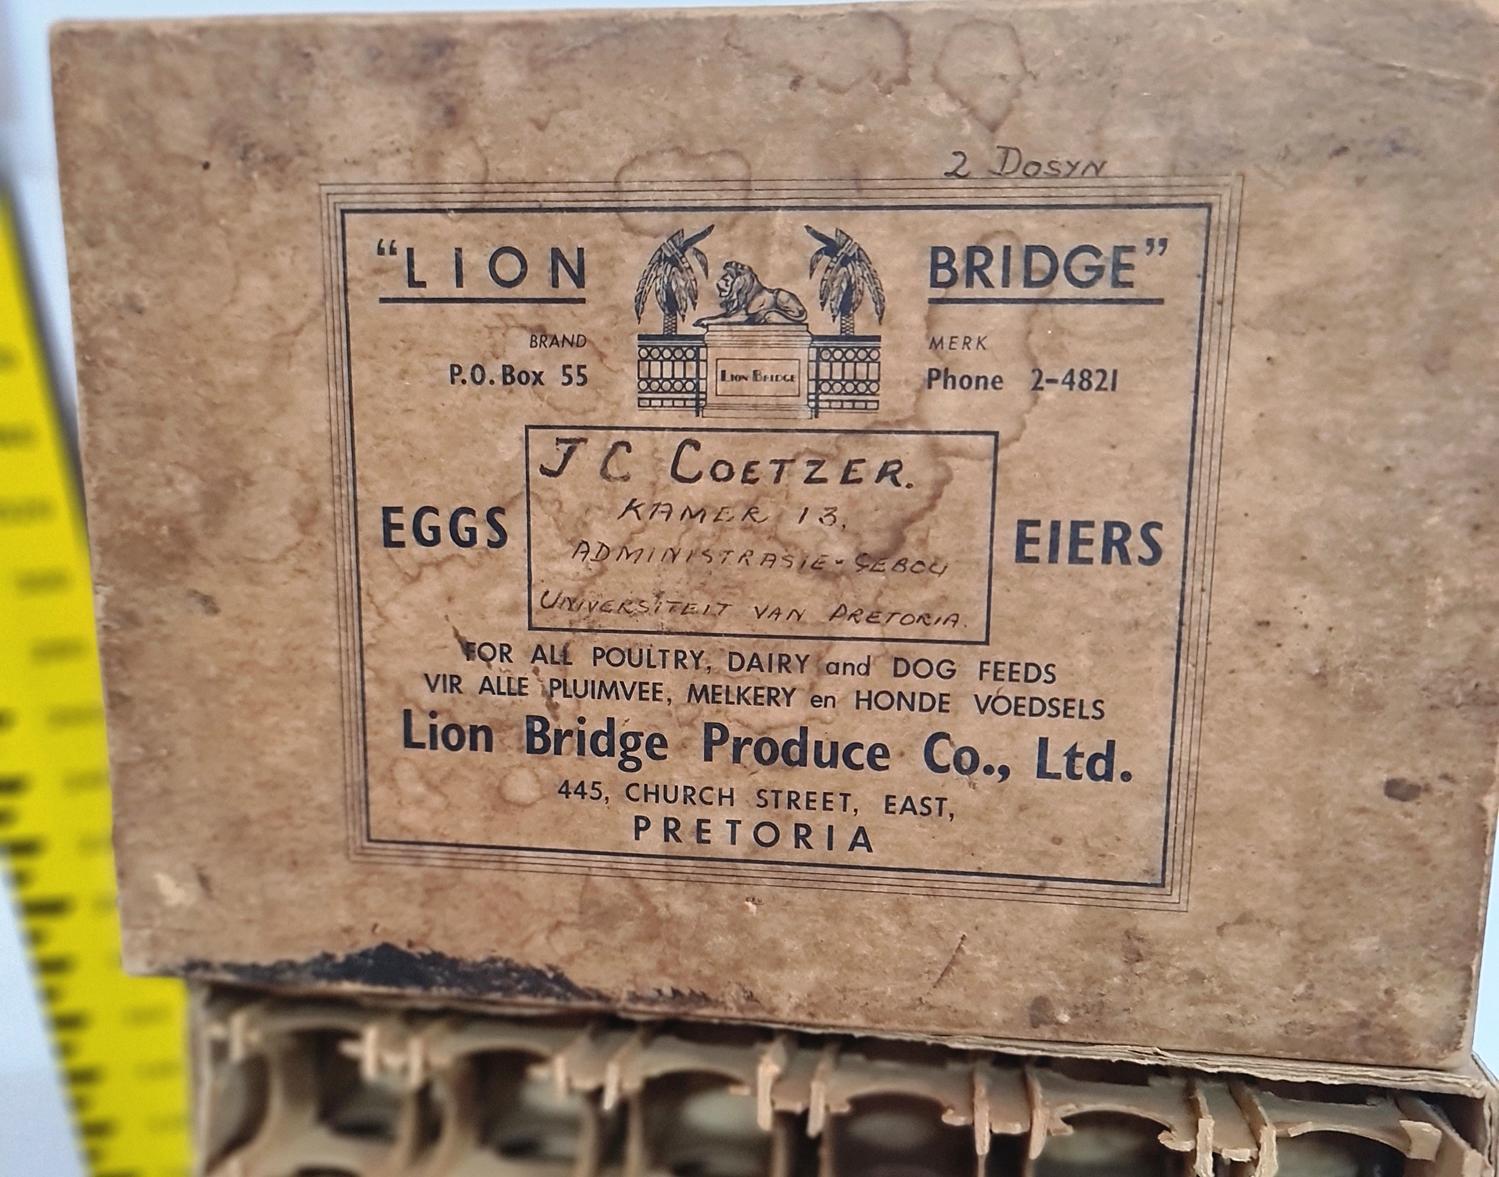 2 DOSYN
"LION BRIDGE"
BRAND MERK
P.O. Box 55 Phone 2-4821
LION BRIDGE
J C COETZER.
KAMER 13,
EGGS EIERS
ADMINISTRASIE-GEBOU
UNIVERSITEIT VAN PRETORIA.
FOR ALL POULTRY, DAIRY and DOG FEEDS
VIR ALLE PLUIMVEE, MELKERY en HONDE VOEDSELS
Lion Bridge Produce Co., Ltd.
445, CHURCH STREET, EAST,
PRETORIA